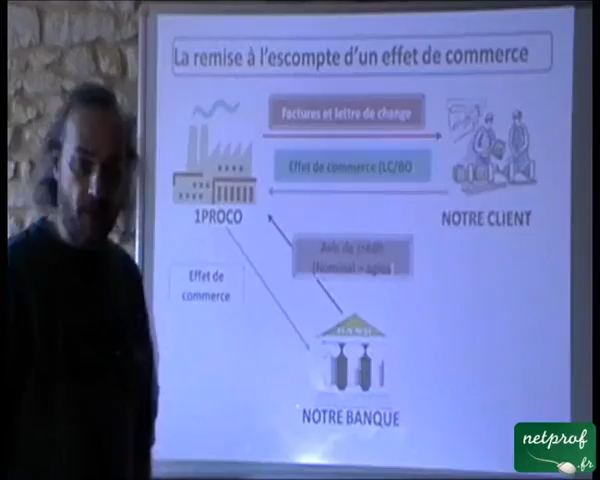 La remise à l'escompte d'un effet de commerce
Factures et lettre de change
Effet de commerce (LC/BO
1PROCO
NOTRE CLIENT
Avis de crédit
(Nominal – agios)
Effet de
commerce
NOTRE BANQUE
netprof
.fr